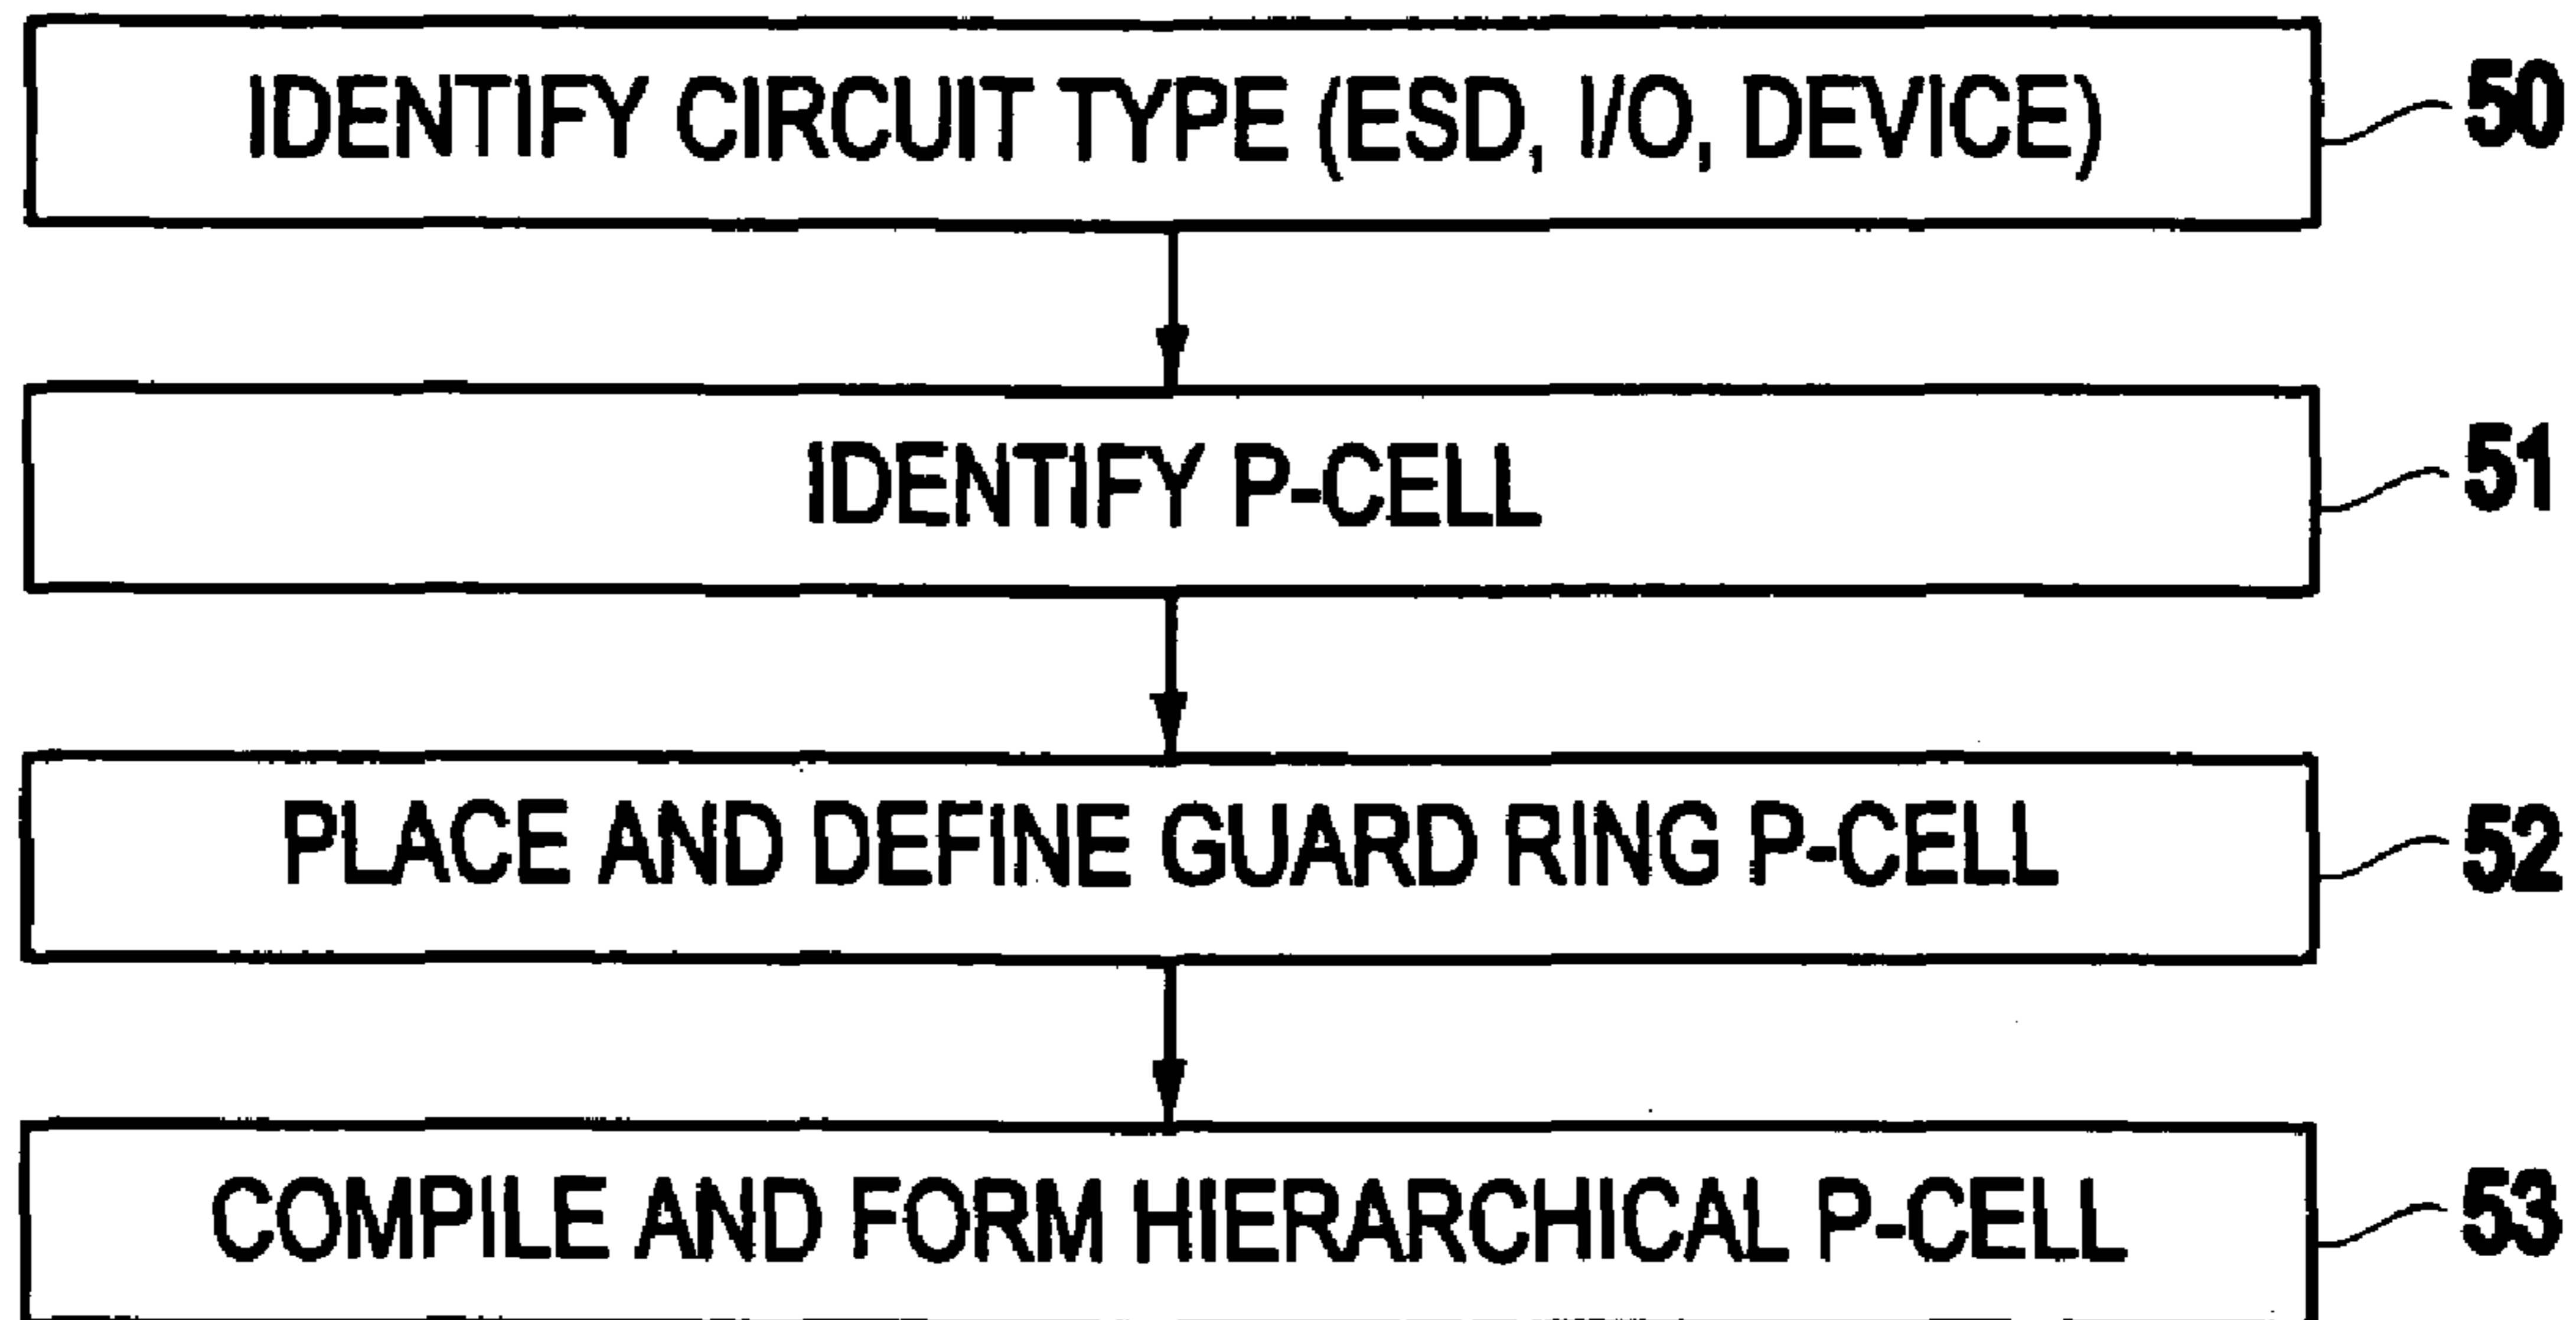 IDENTIFY CIRCUIT TYPE (ESD, I/O, DEVICE)
50
IDENTIFY P-CELL
51
PLACE AND DEFINE GUARD RING P-CELL
52
COMPILE AND FORM HIERARCHICAL P-CELL
53